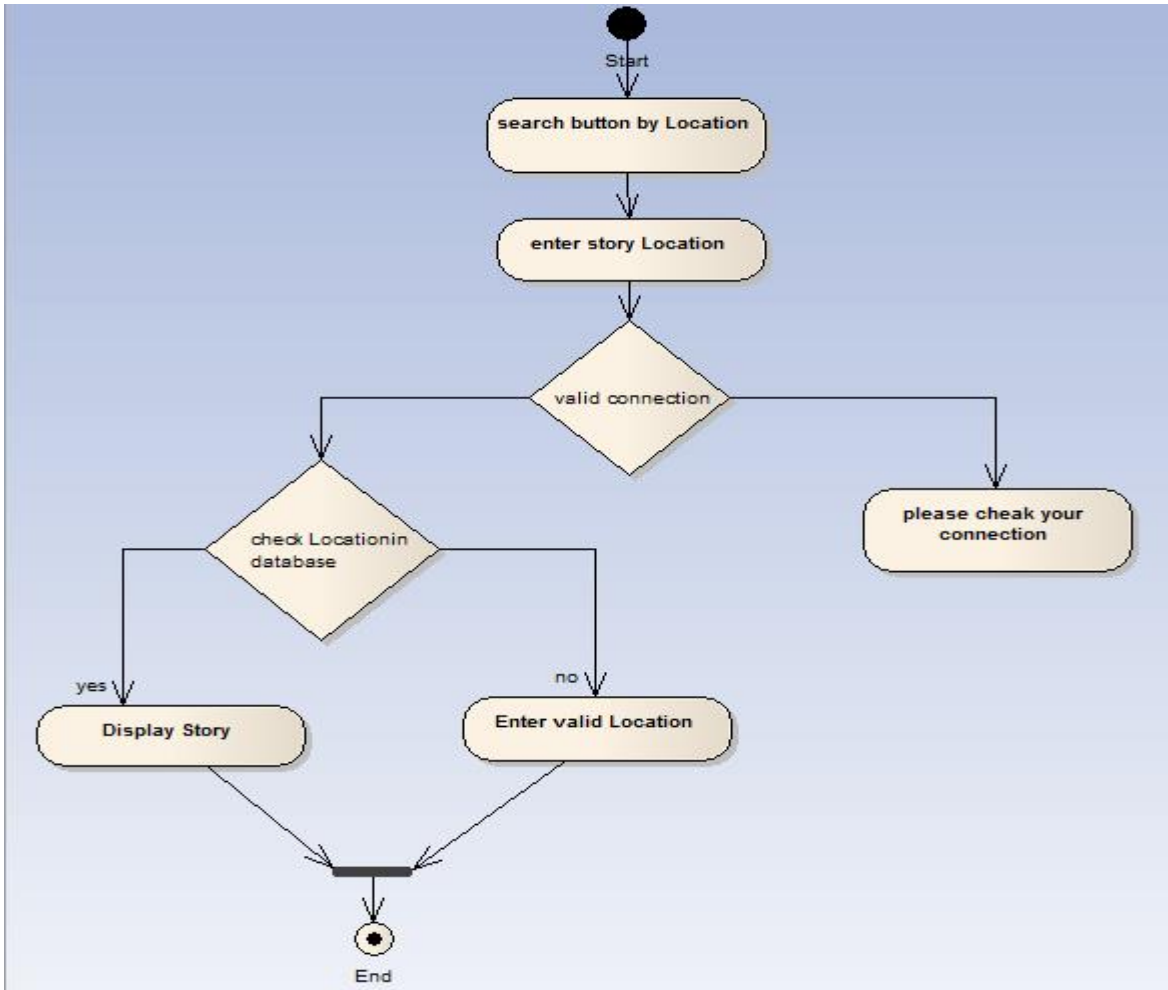 Start
search button by Location
enter story Location
valid connection
please cheak your
connection
check Locationin
database
yes
no
Display Story
Enter valid Location
End